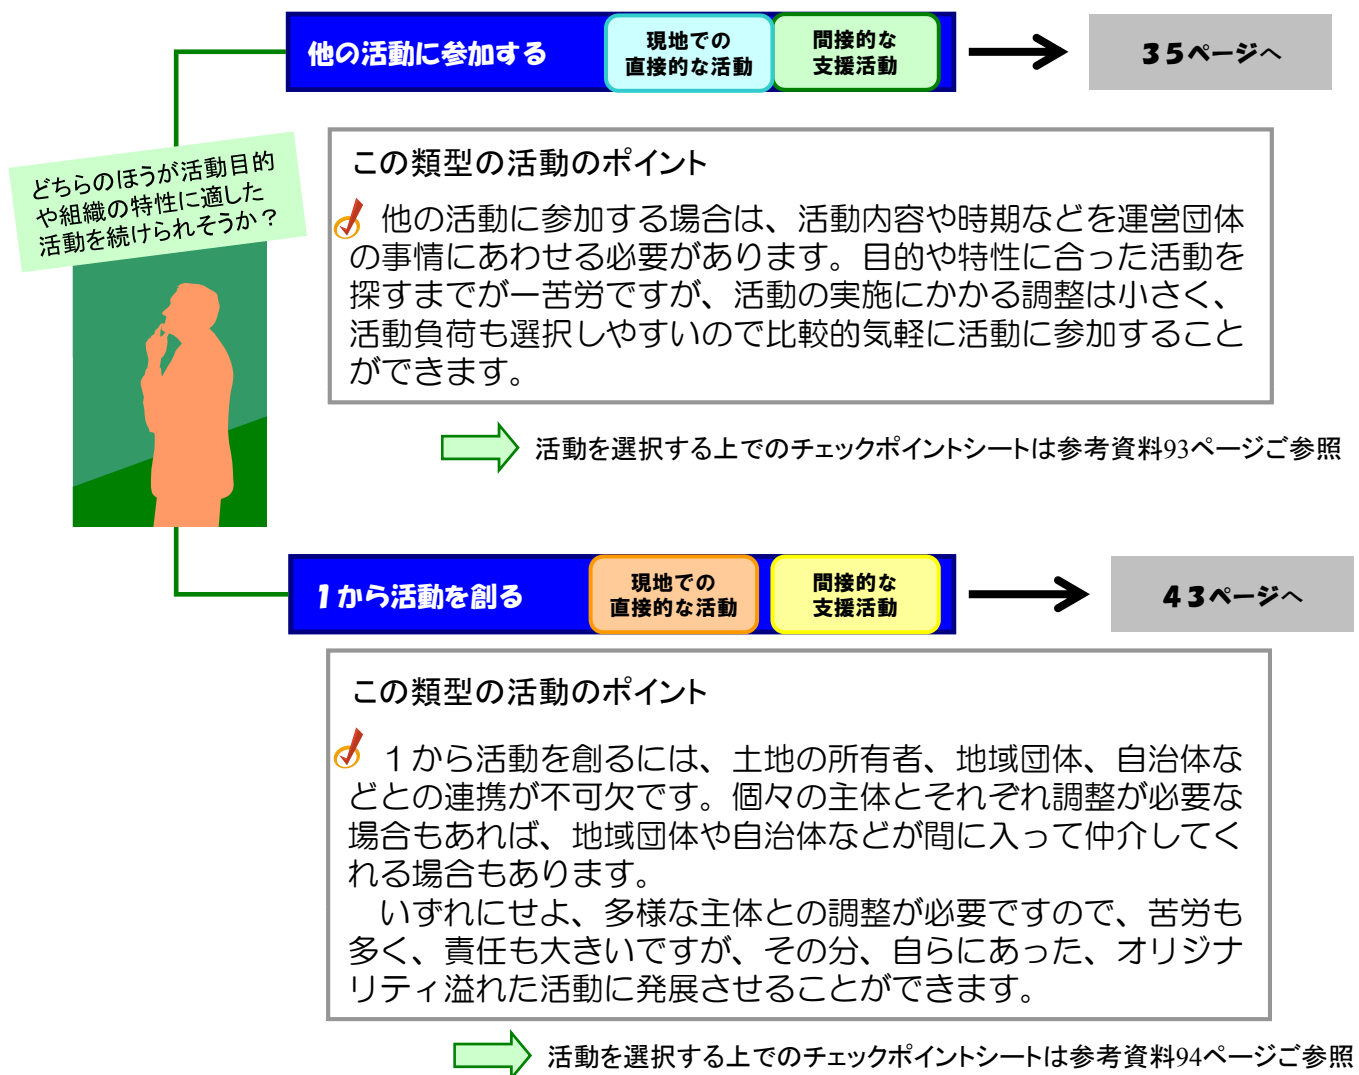 他の活動に参加する
現地での
直接的な活動
間接的な
支援活動
35ページへ
どちらのほうが活動目的
や組織の特性に適した
活動を続けられそうか？
この類型の活動のポイント
他の活動に参加する場合は、活動内容や時期などを運営団体
の事情にあわせる必要があります。目的や特性に合った活動を
探すまでが一苦労ですが、活動の実施にかかる調整は小さく、
活動負荷も選択しやすいので比較的気軽に活動に参加すること
ができます。
活動を選択する上でのチェックポイントシートは参考資料93ページご参照
1から活動を創る
現地での
直接的な活動
間接的な
支援活動
43ページへ
この類型の活動のポイント
１から活動を創るには、土地の所有者、地域団体、自治体な
どとの連携が不可欠です。個々の主体とそれぞれ調整が必要な
場合もあれば、地域団体や自治体などが間に入って仲介してく
れる場合もあります。
いずれにせよ、多様な主体との調整が必要ですので、苦労も
多く、責任も大きいですが、その分、自らにあった、オリジナ
リティ溢れた活動に発展させることができます。
活動を選択する上でのチェックポイントシートは参考資料94ページご参照